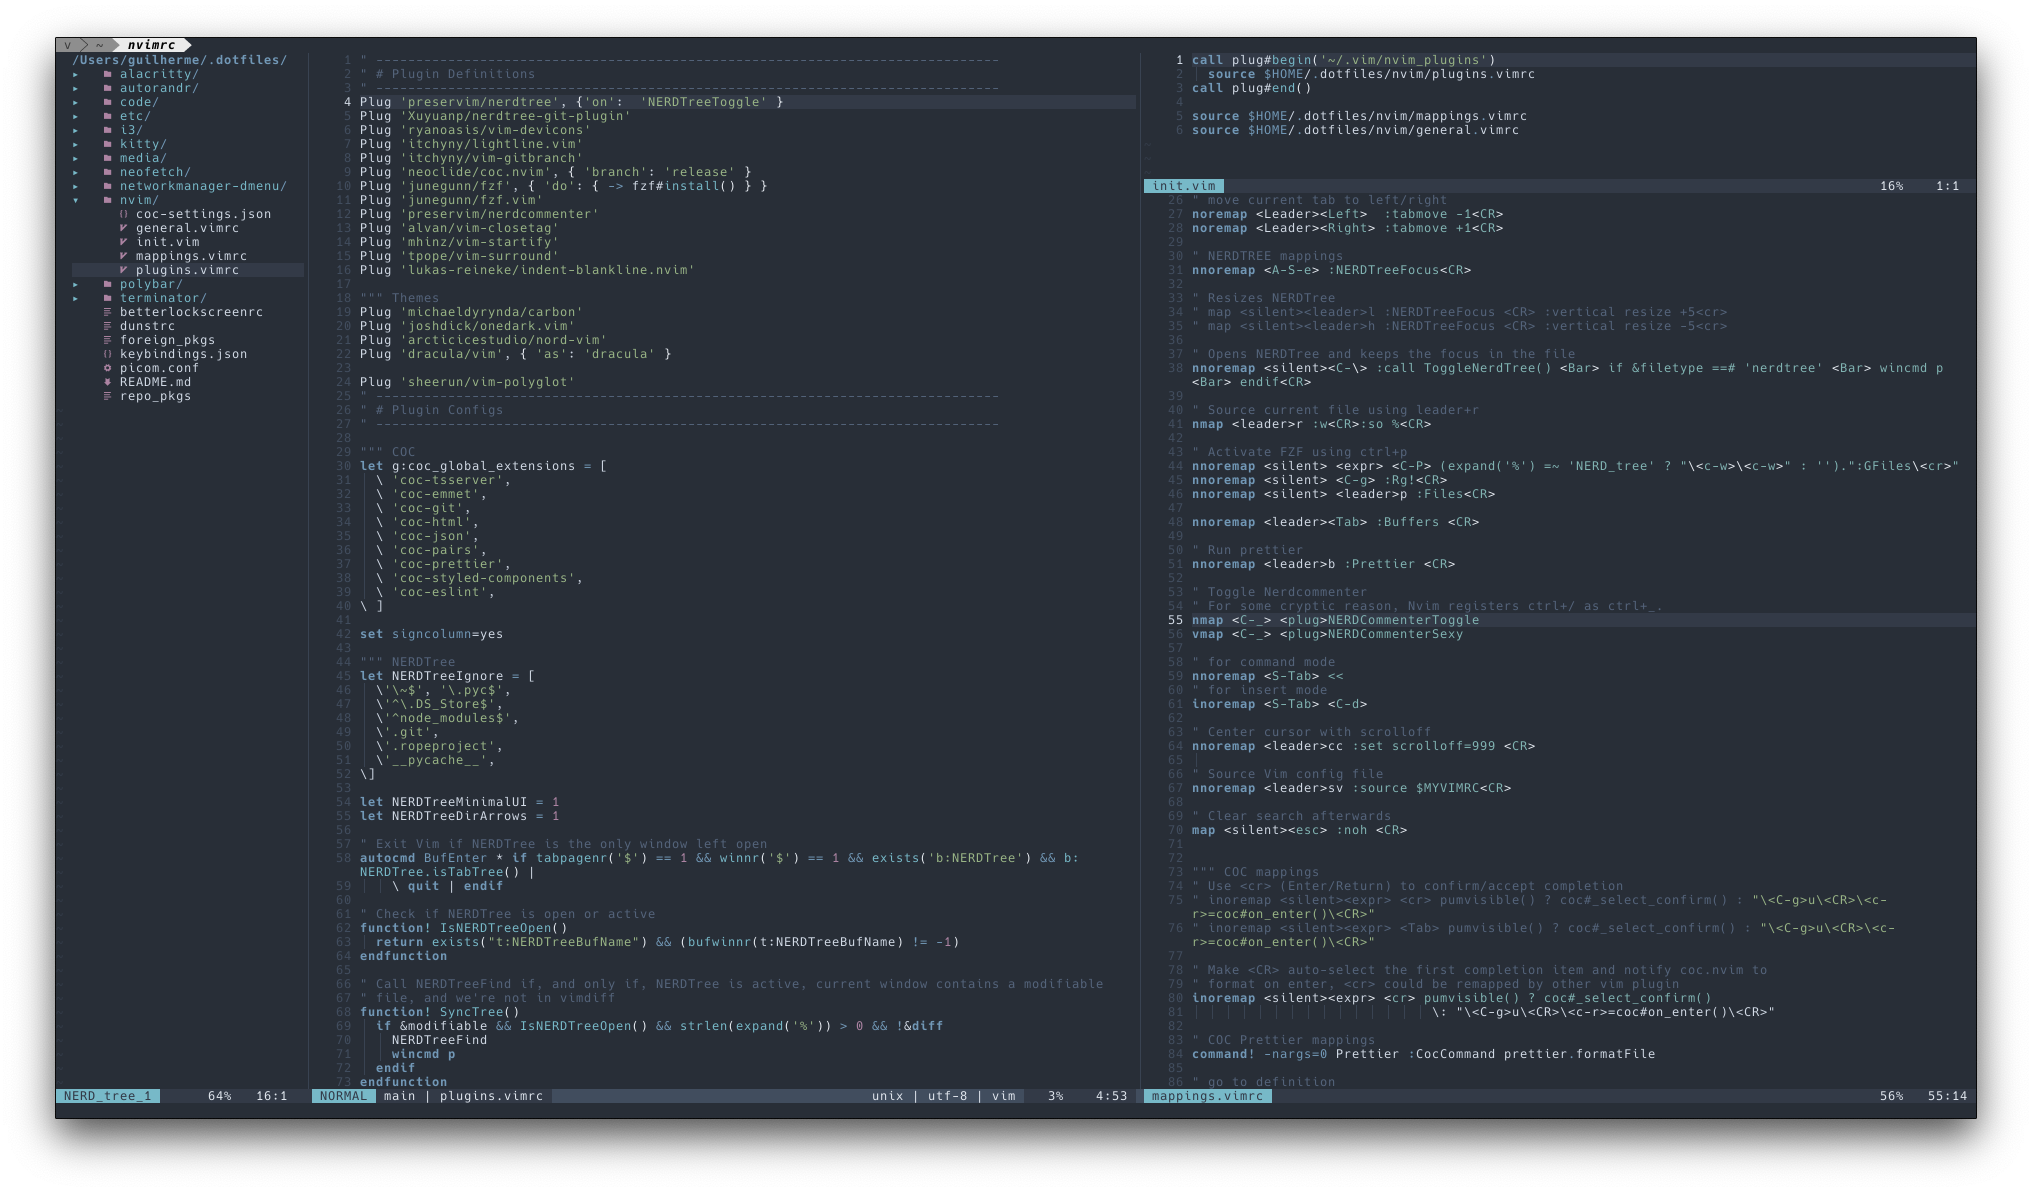 v ~ nvimrc
/Users/guilherme/.dotfiles/
▸ alacritty/
▸ autorandr/
▸ code/
▸ etc/
▸ i3/
▸ kitty/
▸ media/
▸ neofetch/
▸ networkmanager-dmenu/
▾ nvim/
coc-settings.json
general.vimrc
init.vim
mappings.vimrc
plugins.vimrc
▸ polybar/
▸ terminator/
betterlockscreenrc
dunstrc
foreign_pkgs
keybindings.json
picom.conf
README.md
repo_pkgs
NERD_tree_1 64% 16:1
1 " ------------------------------------------------------------------------------
2 " # Plugin Definitions
3 " ------------------------------------------------------------------------------
4 Plug 'preservim/nerdtree', {'on':  'NERDTreeToggle' }
5 Plug 'Xuyuanp/nerdtree-git-plugin'
6 Plug 'ryanoasis/vim-devicons'
7 Plug 'itchyny/lightline.vim'
8 Plug 'itchyny/vim-gitbranch'
9 Plug 'neoclide/coc.nvim', { 'branch': 'release' }
10 Plug 'junegunn/fzf', { 'do': { -> fzf#install() } }
11 Plug 'junegunn/fzf.vim'
12 Plug 'preservim/nerdcommenter'
13 Plug 'alvan/vim-closetag'
14 Plug 'mhinz/vim-startify'
15 Plug 'tpope/vim-surround'
16 Plug 'lukas-reineke/indent-blankline.nvim'
17
18 """ Themes
19 Plug 'michaeldyrynda/carbon'
20 Plug 'joshdick/onedark.vim'
21 Plug 'arcticicestudio/nord-vim'
22 Plug 'dracula/vim', { 'as': 'dracula' }
23
24 Plug 'sheerun/vim-polyglot'
25 " ------------------------------------------------------------------------------
26 " # Plugin Configs
27 " ------------------------------------------------------------------------------
28
29 """ COC
30 let g:coc_global_extensions = [
31   \ 'coc-tsserver',
32   \ 'coc-emmet',
33   \ 'coc-git',
34   \ 'coc-html',
35   \ 'coc-json',
36   \ 'coc-pairs',
37   \ 'coc-prettier',
38   \ 'coc-styled-components',
39   \ 'coc-eslint',
40 \ ]
41
42 set signcolumn=yes
43
44 """ NERDTree
45 let NERDTreeIgnore = [
46   \'\~$', '\.pyc$',
47   \'^\.DS_Store$',
48   \'^node_modules$',
49   \'.git',
50   \'.ropeproject',
51   \'__pycache__',
52 \]
53
54 let NERDTreeMinimalUI = 1
55 let NERDTreeDirArrows = 1
56
57 " Exit Vim if NERDTree is the only window left open
58 autocmd BufEnter * if tabpagenr('$') == 1 && winnr('$') == 1 && exists('b:NERDTree') && b:
NERDTree.isTabTree() |
59     \ quit | endif
60
61 " Check if NERDTree is open or active
62 function! IsNERDTreeOpen()
63   return exists("t:NERDTreeBufName") && (bufwinnr(t:NERDTreeBufName) != -1)
64 endfunction
65
66 " Call NERDTreeFind if, and only if, NERDTree is active, current window contains a modifiable
67 " file, and we're not in vimdiff
68 function! SyncTree()
69   if &modifiable && IsNERDTreeOpen() && strlen(expand('%')) > 0 && !&diff
70     NERDTreeFind
71     wincmd p
72   endif
73 endfunction
NORMAL main | plugins.vimrc unix | utf-8 | vim 3% 4:53
1 call plug#begin('~/.vim/nvim_plugins')
2   source $HOME/.dotfiles/nvim/plugins.vimrc
3 call plug#end()
4
5 source $HOME/.dotfiles/nvim/mappings.vimrc
6 source $HOME/.dotfiles/nvim/general.vimrc
init.vim 16% 1:1
26 " move current tab to left/right
27 noremap <Leader><Left>  :tabmove -1<CR>
28 noremap <Leader><Right> :tabmove +1<CR>
29
30 " NERDTREE mappings
31 nnoremap <A-S-e> :NERDTreeFocus<CR>
32
33 " Resizes NERDTree
34 " map <silent><leader>l :NERDTreeFocus <CR> :vertical resize +5<cr>
35 " map <silent><leader>h :NERDTreeFocus <CR> :vertical resize -5<cr>
36
37 " Opens NERDTree and keeps the focus in the file
38 nnoremap <silent><C-\> :call ToggleNerdTree() <Bar> if &filetype ==# 'nerdtree' <Bar> wincmd p
<Bar> endif<CR>
39
40 " Source current file using leader+r
41 nmap <leader>r :w<CR>:so %<CR>
42
43 " Activate FZF using ctrl+p
44 nnoremap <silent> <expr> <C-P> (expand('%') =~ 'NERD_tree' ? "\<c-w>\<c-w>" : '').":GFiles\<cr>"
45 nnoremap <silent> <C-g> :Rg!<CR>
46 nnoremap <silent> <leader>p :Files<CR>
47
48 nnoremap <leader><Tab> :Buffers <CR>
49
50 " Run prettier
51 nnoremap <leader>b :Prettier <CR>
52
53 " Toggle Nerdcommenter
54 " For some cryptic reason, Nvim registers ctrl+/ as ctrl+_.
55 nmap <C-_> <plug>NERDCommenterToggle
56 vmap <C-_> <plug>NERDCommenterSexy
57
58 " for command mode
59 nnoremap <S-Tab> <<
60 " for insert mode
61 inoremap <S-Tab> <C-d>
62
63 " Center cursor with scrolloff
64 nnoremap <leader>cc :set scrolloff=999 <CR>
65
66 " Source Vim config file
67 nnoremap <leader>sv :source $MYVIMRC<CR>
68
69 " Clear search afterwards
70 map <silent><esc> :noh <CR>
71
72
73 """ COC mappings
74 " Use <cr> (Enter/Return) to confirm/accept completion
75 " inoremap <silent><expr> <cr> pumvisible() ? coc#_select_confirm() : "\<C-g>u\<CR>\<c-
r>=coc#on_enter()\<CR>"
76 " inoremap <silent><expr> <Tab> pumvisible() ? coc#_select_confirm() : "\<C-g>u\<CR>\<c-
r>=coc#on_enter()\<CR>"
77
78 " Make <CR> auto-select the first completion item and notify coc.nvim to
79 " format on enter, <cr> could be remapped by other vim plugin
80 inoremap <silent><expr> <cr> pumvisible() ? coc#_select_confirm()
81                               \: "\<C-g>u\<CR>\<c-r>=coc#on_enter()\<CR>"
82
83 " COC Prettier mappings
84 command! -nargs=0 Prettier :CocCommand prettier.formatFile
85
86 " go to definition
mappings.vimrc 56% 55:14